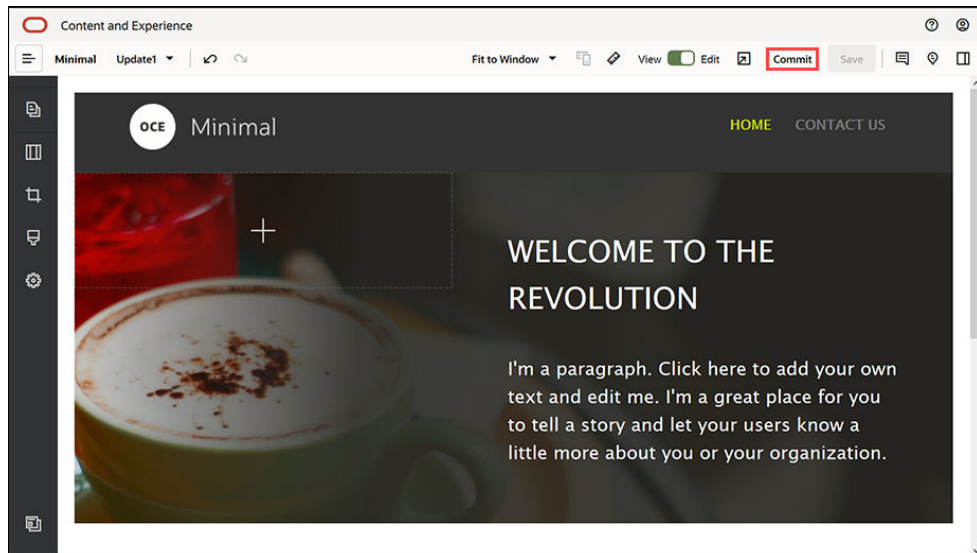 Content and Experience
Minimal Update1 Fit to Window View Edit Commit Save
OCE Minimal HOME CONTACT US
WELCOME TO THE
REVOLUTION
I'm a paragraph. Click here to add your own
text and edit me. I'm a great place for you
to tell a story and let your users know a
little more about you or your organization.